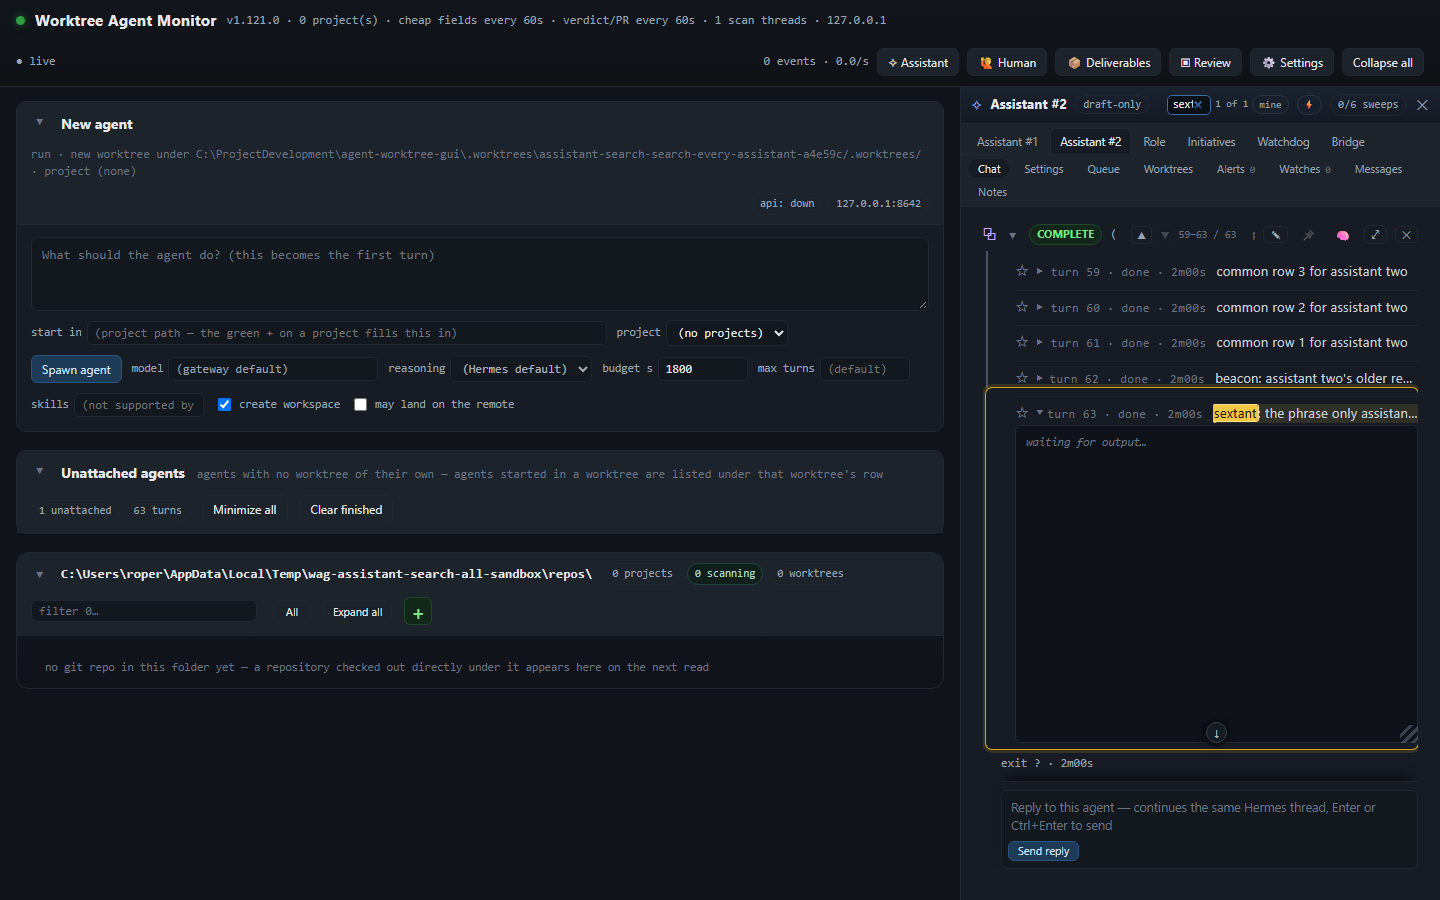 Worktree Agent Monitor v1.121.0 · 0 project(s) · cheap fields every 60s · verdict/PR every 60s · 1 scan threads · 127.0.0.1
live 0 events · 0.0/s Assistant Human Deliverables Review Settings Collapse all
New agent
run · new worktree under C:\ProjectDevelopment\agent-worktree-gui\.worktrees\assistant-search-search-every-assistant-a4e59c/.worktrees/
· project (none)
api: down 127.0.0.1:8642
What should the agent do? (this becomes the first turn)
start in (project path — the green + on a project fills this in) project (no projects)
Spawn agent model (gateway default) reasoning (Hermes default) budget s 1800 max turns (default)
skills (not supported by create workspace may land on the remote
Unattached agents agents with no worktree of their own — agents started in a worktree are listed under that worktree's row
1 unattached 63 turns Minimize all Clear finished
C:\Users\roper\AppData\Local\Temp\wag-assistant-search-all-sandbox\repos\ 0 projects 0 scanning 0 worktrees
filter 0… All Expand all +
no git repo in this folder yet — a repository checked out directly under it appears here on the next read
Assistant #2 draft-only sext 1 of 1 mine 0/6 sweeps
Assistant #1 Assistant #2 Role Initiatives Watchdog Bridge
Chat Settings Queue Worktrees Alerts 0 Watches 0 Messages
Notes
COMPLETE ( 59–63 / 63
turn 59 · done · 2m00s common row 3 for assistant two
turn 60 · done · 2m00s common row 2 for assistant two
turn 61 · done · 2m00s common row 1 for assistant two
turn 62 · done · 2m00s beacon: assistant two's older re...
turn 63 · done · 2m00s sextant: the phrase only assistan...
waiting for output…
exit ? · 2m00s
Reply to this agent — continues the same Hermes thread, Enter or
Ctrl+Enter to send
Send reply